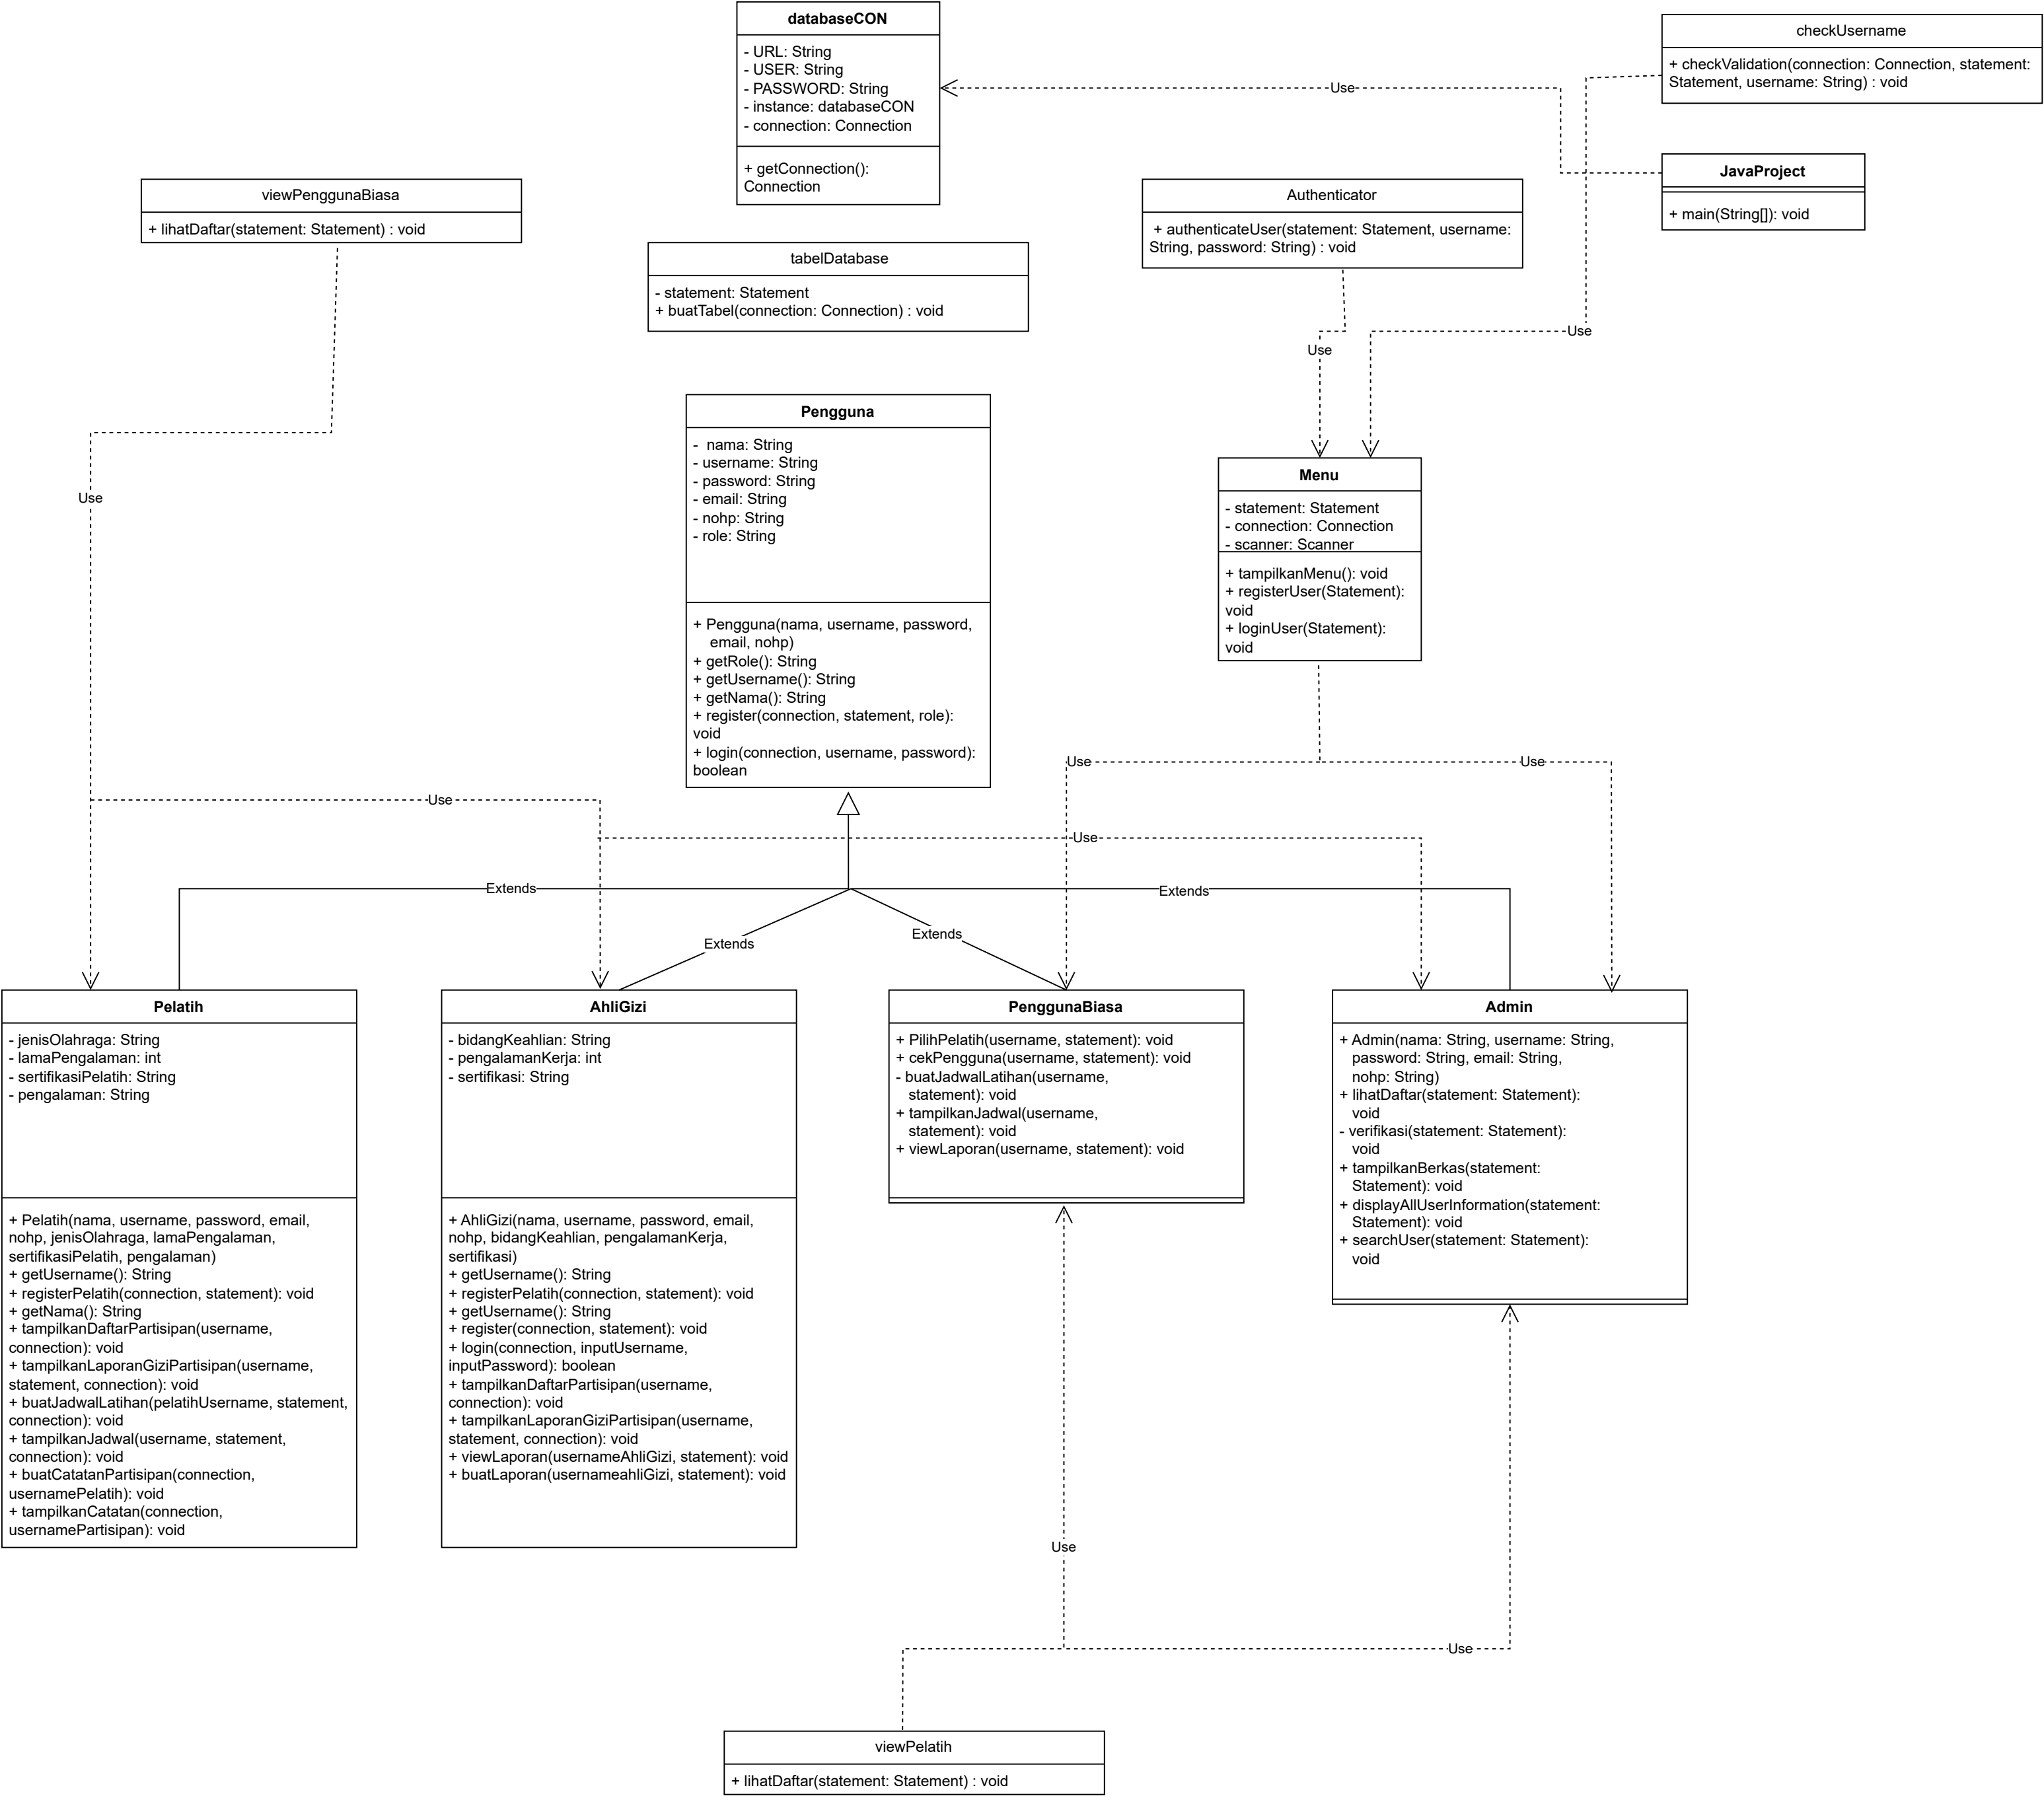 databaseCON
- URL: String
- USER: String
- PASSWORD: String
- instance: databaseCON
- connection: Connection
+ getConnection():
Connection
checkUsername
+ checkValidation(connection: Connection, statement:
Statement, username: String) : void
Use
JavaProject
+ main(String[]): void
viewPenggunaBiasa
+ lihatDaftar(statement: Statement) : void
Authenticator
+ authenticateUser(statement: Statement, username:
String, password: String) : void
tabelDatabase
- statement: Statement
+ buatTabel(connection: Connection) : void
Use
Use
Pengguna
-  nama: String
- username: String
- password: String
- email: String
- nohp: String
- role: String
+ Pengguna(nama, username, password,
email, nohp)
+ getRole(): String
+ getUsername(): String
+ getNama(): String
+ register(connection, statement, role):
void
+ login(connection, username, password):
boolean
Use
Menu
- statement: Statement
- connection: Connection
- scanner: Scanner
+ tampilkanMenu(): void
+ registerUser(Statement):
void
+ loginUser(Statement):
void
Use
Use
Use
Use
Extends
Extends
Extends
Extends
Pelatih
- jenisOlahraga: String
- lamaPengalaman: int
- sertifikasiPelatih: String
- pengalaman: String
+ Pelatih(nama, username, password, email,
nohp, jenisOlahraga, lamaPengalaman,
sertifikasiPelatih, pengalaman)
+ getUsername(): String
+ registerPelatih(connection, statement): void
+ getNama(): String
+ tampilkanDaftarPartisipan(username,
connection): void
+ tampilkanLaporanGiziPartisipan(username,
statement, connection): void
+ buatJadwalLatihan(pelatihUsername, statement,
connection): void
+ tampilkanJadwal(username, statement,
connection): void
+ buatCatatanPartisipan(connection,
usernamePelatih): void
+ tampilkanCatatan(connection,
usernamePartisipan): void
AhliGizi
- bidangKeahlian: String
- pengalamanKerja: int
- sertifikasi: String
+ AhliGizi(nama, username, password, email,
nohp, bidangKeahlian, pengalamanKerja,
sertifikasi)
+ getUsername(): String
+ registerPelatih(connection, statement): void
+ getUsername(): String
+ register(connection, statement): void
+ login(connection, inputUsername,
inputPassword): boolean
+ tampilkanDaftarPartisipan(username,
connection): void
+ tampilkanLaporanGiziPartisipan(username,
statement, connection): void
+ viewLaporan(usernameAhliGizi, statement): void
+ buatLaporan(usernameahliGizi, statement): void
PenggunaBiasa
+ PilihPelatih(username, statement): void
+ cekPengguna(username, statement): void
- buatJadwalLatihan(username,
statement): void
+ tampilkanJadwal(username,
statement): void
+ viewLaporan(username, statement): void
Admin
+ Admin(nama: String, username: String,
password: String, email: String,
nohp: String)
+ lihatDaftar(statement: Statement):
void
- verifikasi(statement: Statement):
void
+ tampilkanBerkas(statement:
Statement): void
+ displayAllUserInformation(statement:
Statement): void
+ searchUser(statement: Statement):
void
Use
Use
viewPelatih
+ lihatDaftar(statement: Statement) : void